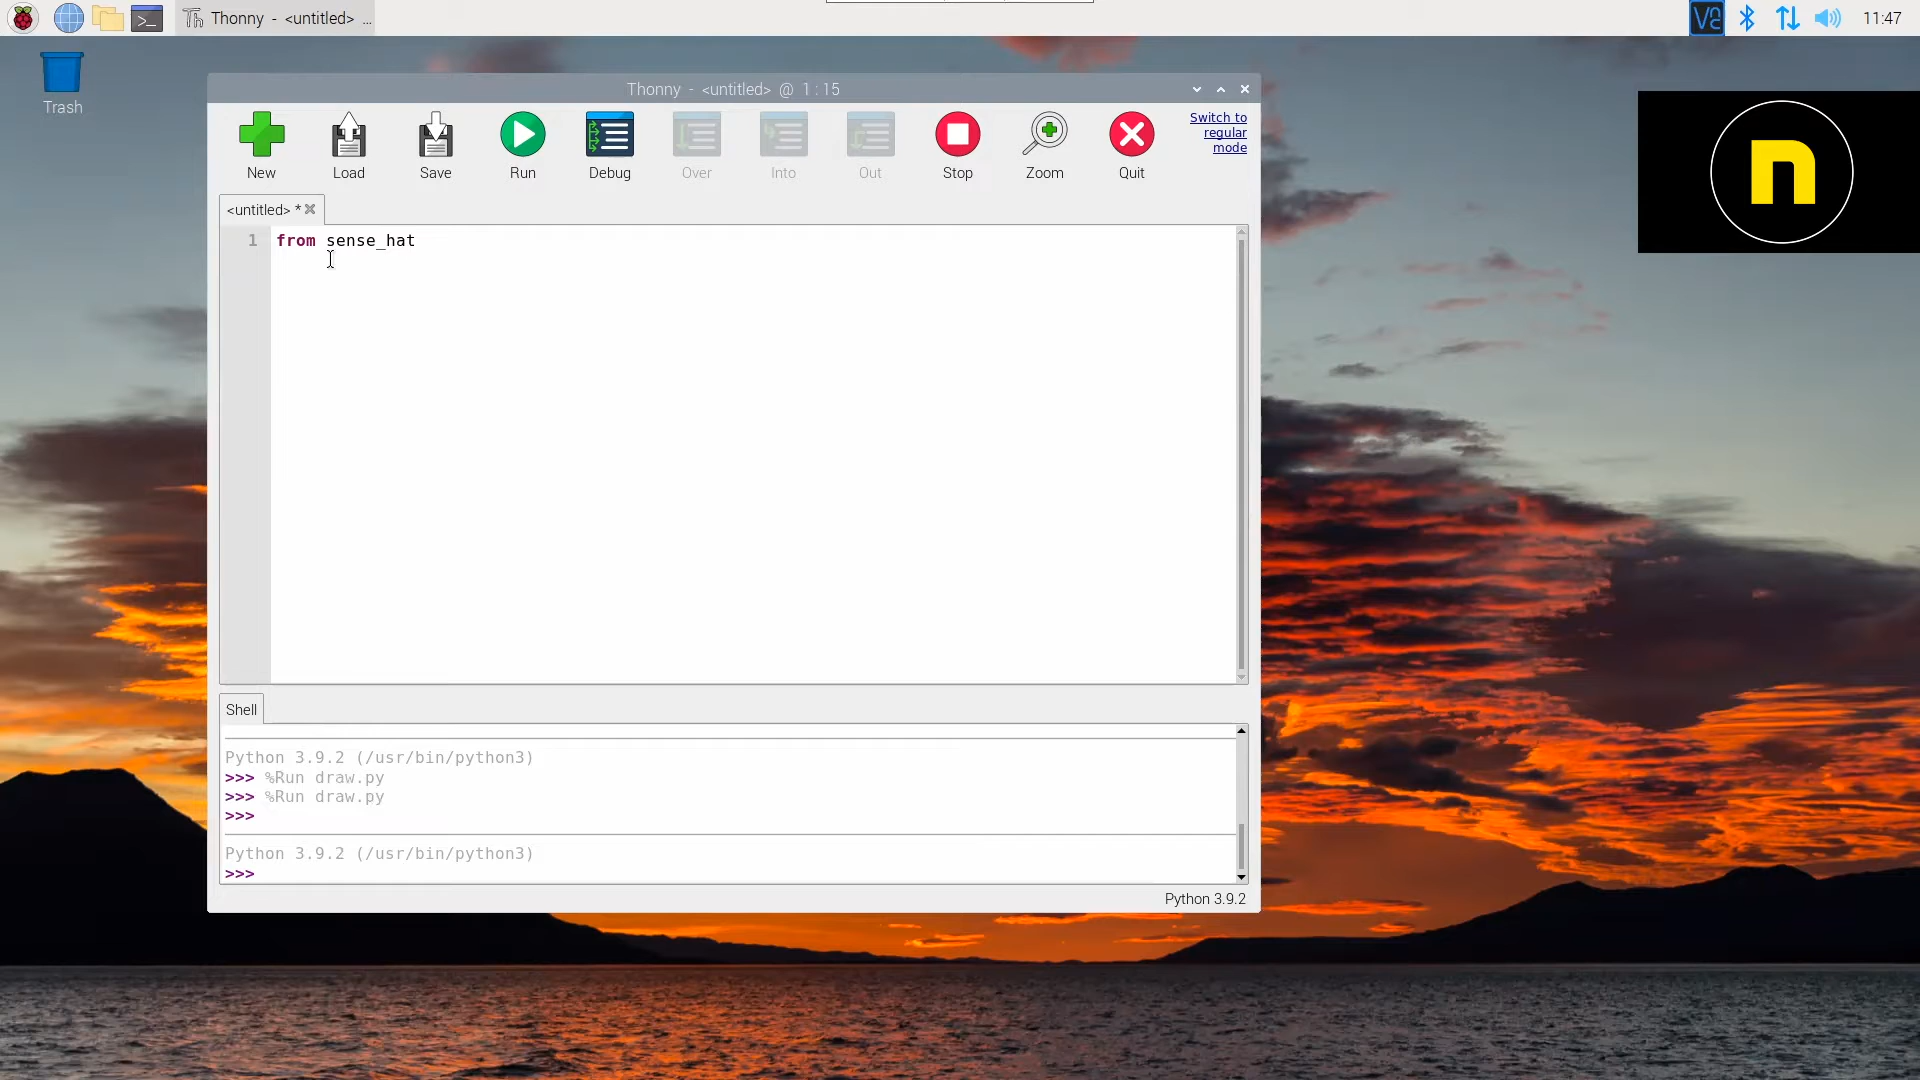 Thonny - <untitled> ...
11:47
Trash
Thonny - <untitled> @ 1 : 15
New
Load
Save
Run
Debug
Over
Into
Out
Stop
Zoom
Quit
Switch to
regular
mode
<untitled> *
1 from sense_hat
Shell
Python 3.9.2 (/usr/bin/python3)
>>> %Run draw.py
>>> %Run draw.py
>>>
Python 3.9.2 (/usr/bin/python3)
>>>
Python 3.9.2
n